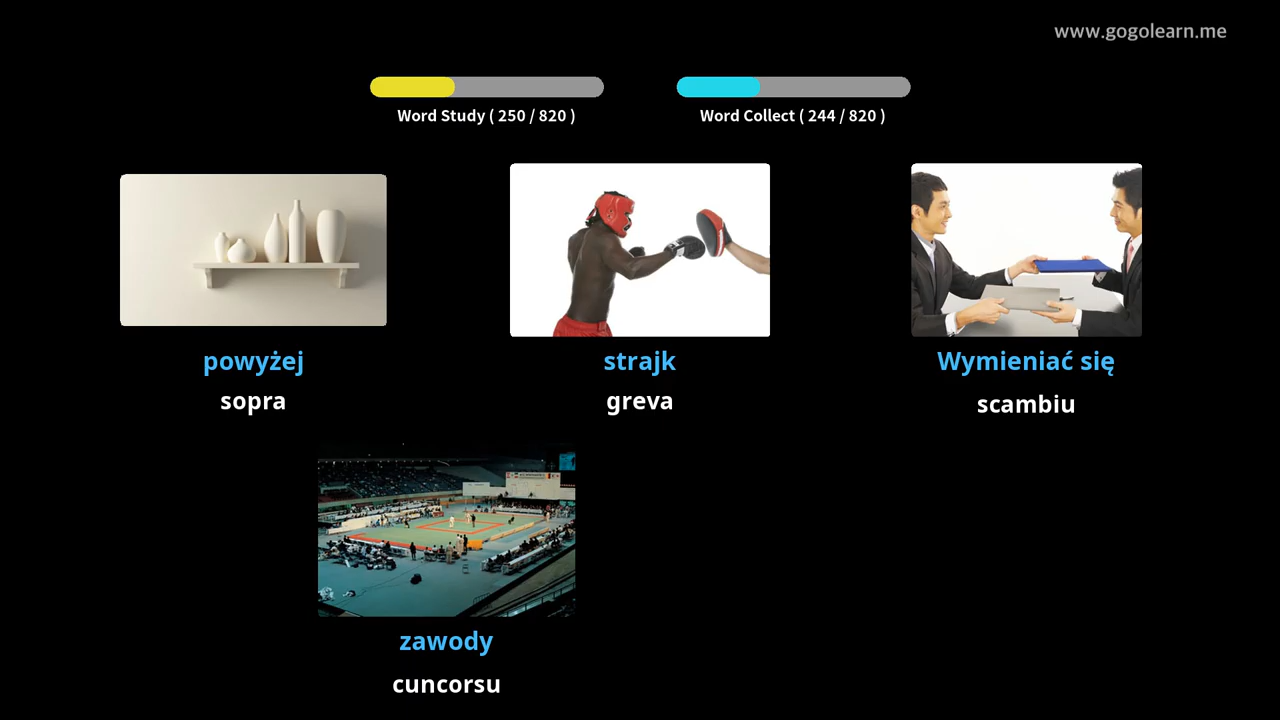 www.gogolearn.me
Word Study ( 250 / 820 )
Word Collect ( 244 / 820 )
powyżej
sopra
strajk
greva
Wymieniać się
scambiu
zawody
cuncorsu